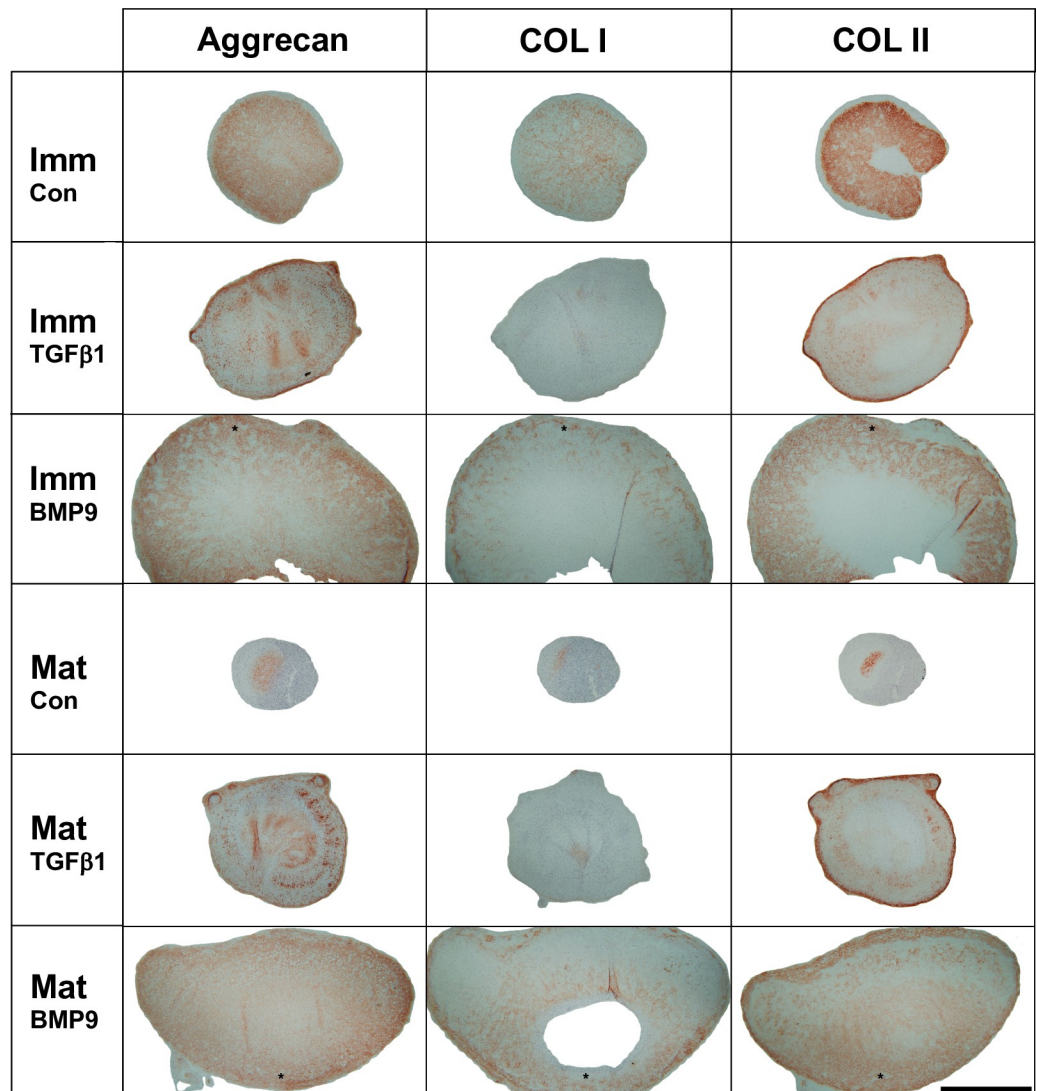 Aggrecan COL I COL II
Imm
Con
Imm
TGFβ1
* * *
Imm
BMP9
Mat
Con
Mat
TGFβ1
Mat
BMP9
* * *